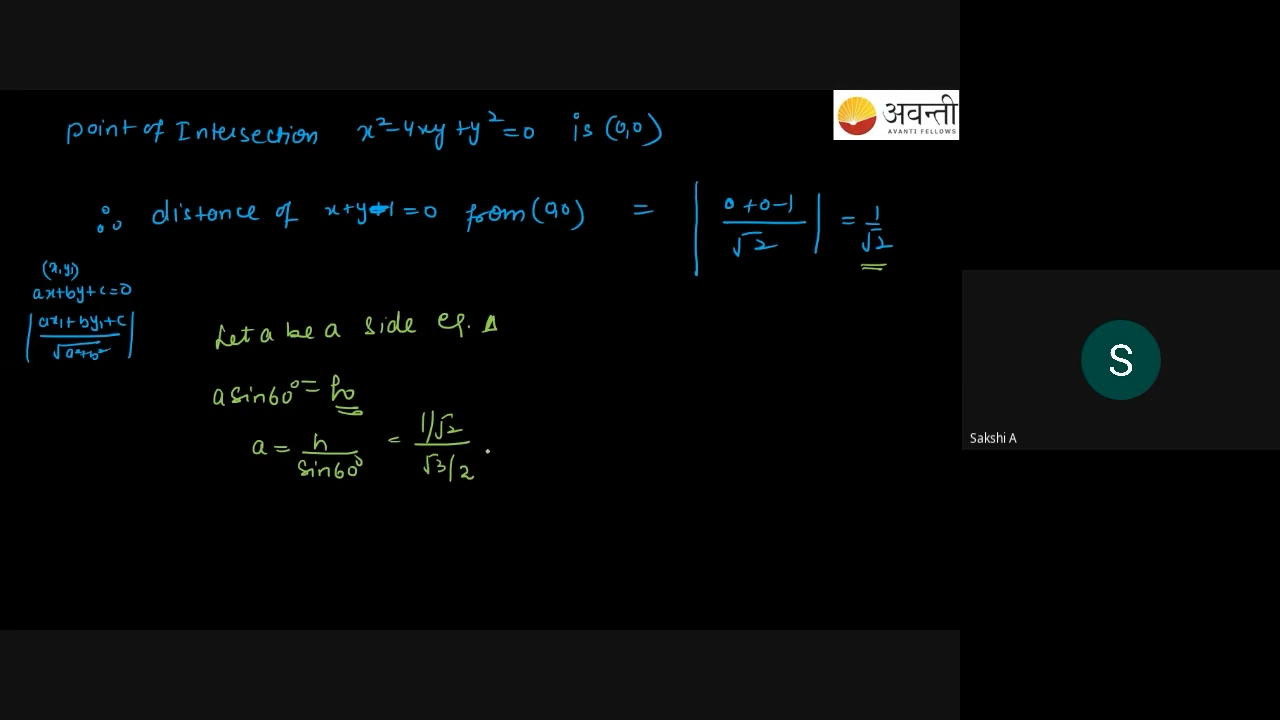 point of Intersection x²-4xy+y²=0 is (0,0)
अवन्ती
AVANTI FELLOWS
∴ distance of x+y-1=0 from (0,0) = |0+0-1/√2| = 1/√2
(x,y₁)
ax+by+c=0
|ax₁+by₁+c/√a²+b²|
Let a be a side eq. Δ
a sin60°=h
a = h/sin60° = 1/√2/√3/2 .
S
Sakshi A